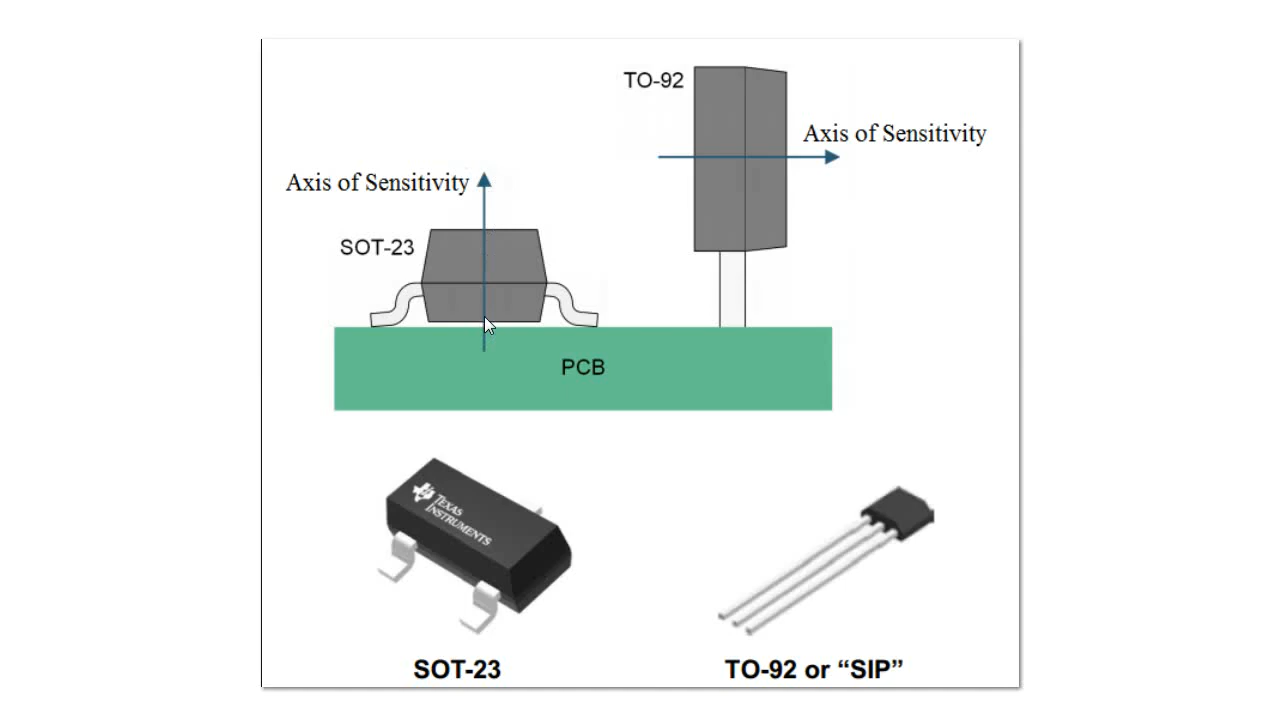 TO-92
Axis of Sensitivity
Axis of Sensitivity
SOT-23
PCB
TEXAS
INSTRUMENTS
SOT-23
TO-92 or “SIP”